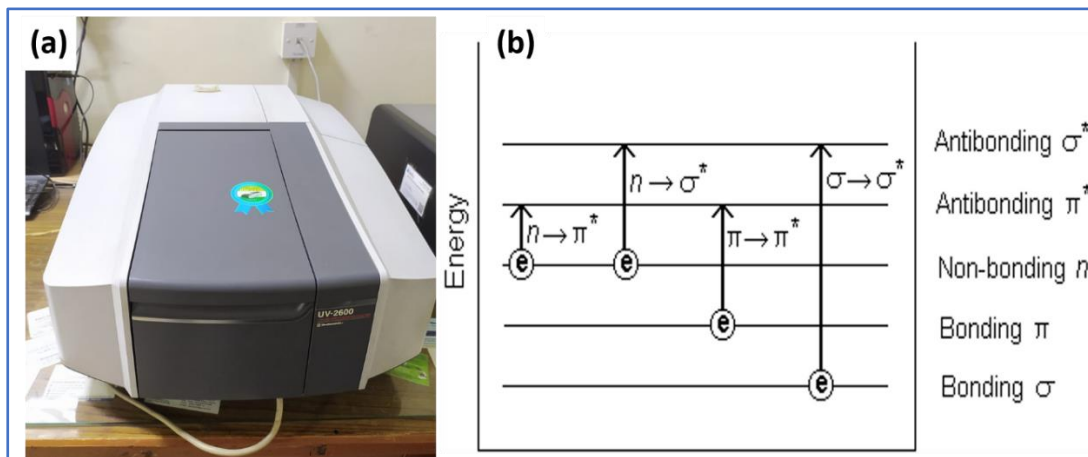 (a)
UV-2600
(b)
Energy
n→σ*
σ→σ*
n→π*
π→π*
e
e
e
e
Antibonding σ*
Antibonding π*
Non-bonding n
Bonding π
Bonding σ